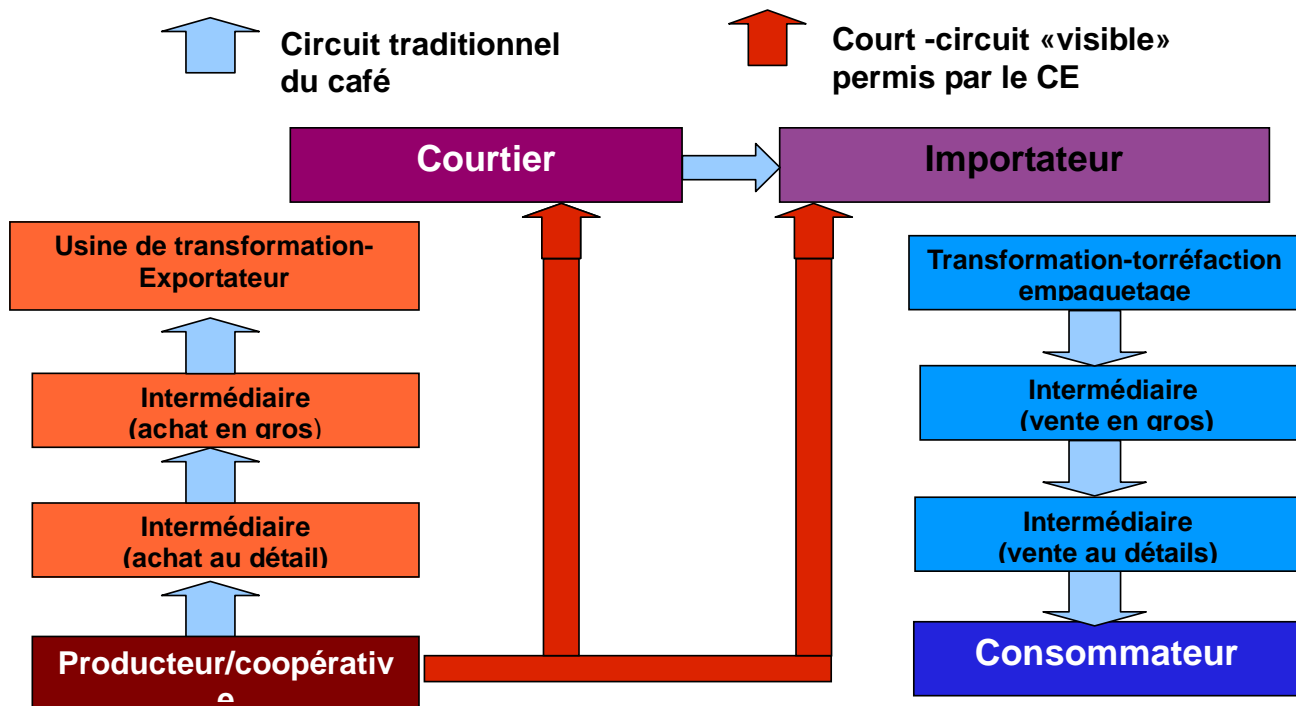 Circuit traditionnel
du café
Court -circuit «visible»
permis par le CE
Courtier
Importateur
Usine de transformation-
Exportateur
Intermédiaire
(achat en gros)
Intermédiaire
(achat au détail)
Producteur/coopérativ
e
Transformation-torréfaction
empaquetage
Intermédiaire
(vente en gros)
Intermédiaire
(vente au détails)
Consommateur